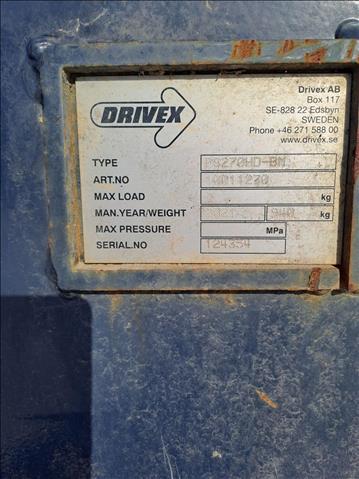 DRIVEX
Drivex AB
Box 117
SE-828 22 Edsbyn
SWEDEN
Phone +46 271 588 00
www.drivex.se
TYPE
ART.NO
MAX LOAD kg
MAN.YEAR/WEIGHT 940 kg
MAX PRESSURE MPa
SERIAL.NO 124354